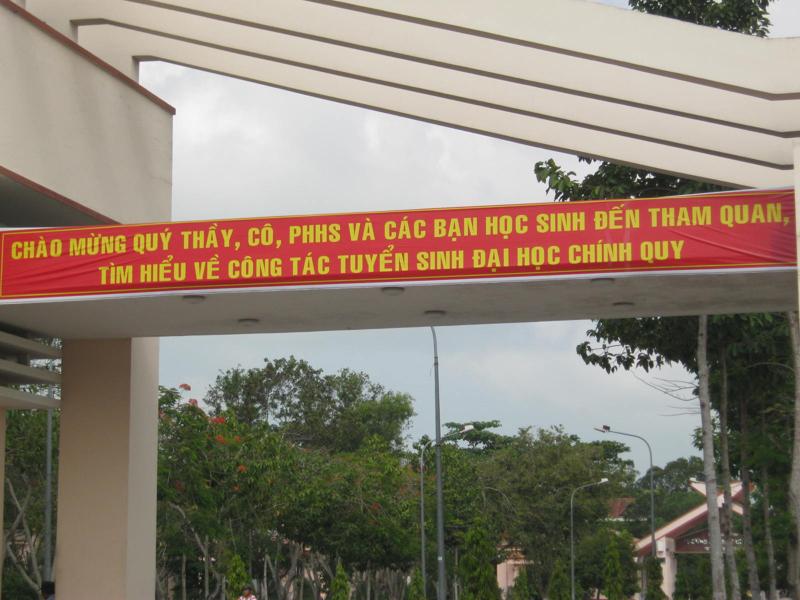 CHÀO MỪNG QUÝ THẦY, CÔ, PHHS VÀ CÁC BẠN HỌC SINH ĐẾN THAM QUAN,
TÌM HIỂU VỀ CÔNG TÁC TUYỂN SINH ĐẠI HỌC CHÍNH QUY